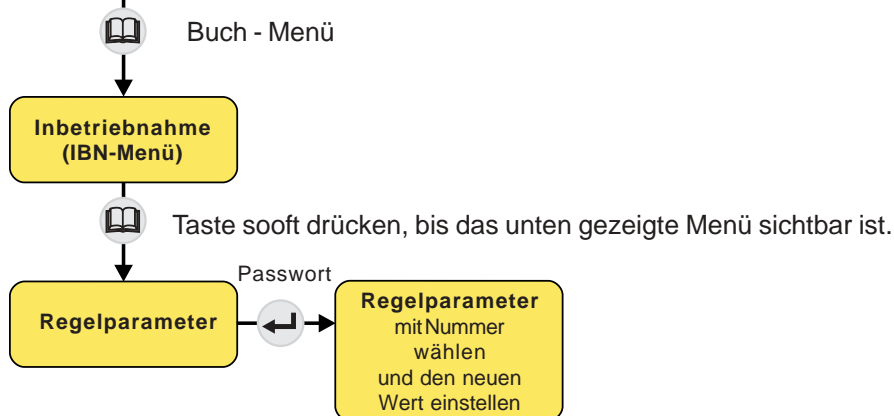 Buch - Menü
Inbetriebnahme
(IBN-Menü)
Taste sooft drücken, bis das unten gezeigte Menü sichtbar ist.
Passwort
Regelparameter
Regelparameter
mit Nummer
wählen
und den neuen
Wert einstellen